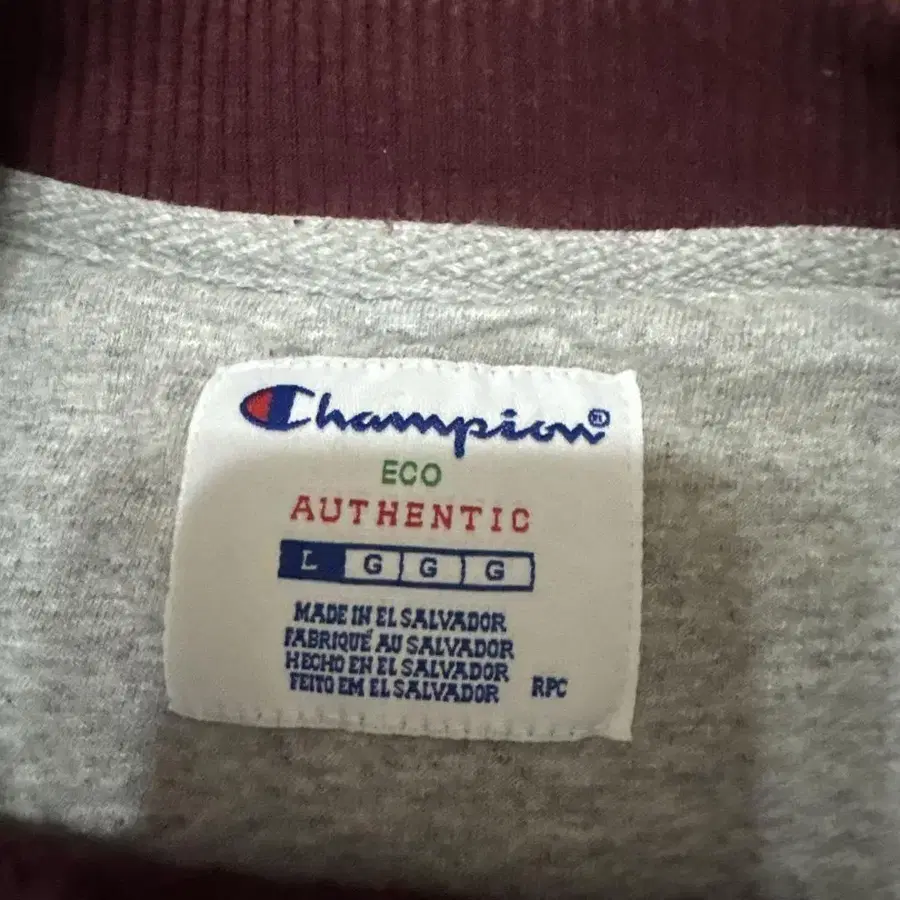 Champion®
ECO
AUTHENTIC
L G G G
MADE IN EL SALVADOR
FABRIQUÉ AU SALVADOR
HECHO EN EL SALVADOR
FEITO EM EL SALVADOR RPC